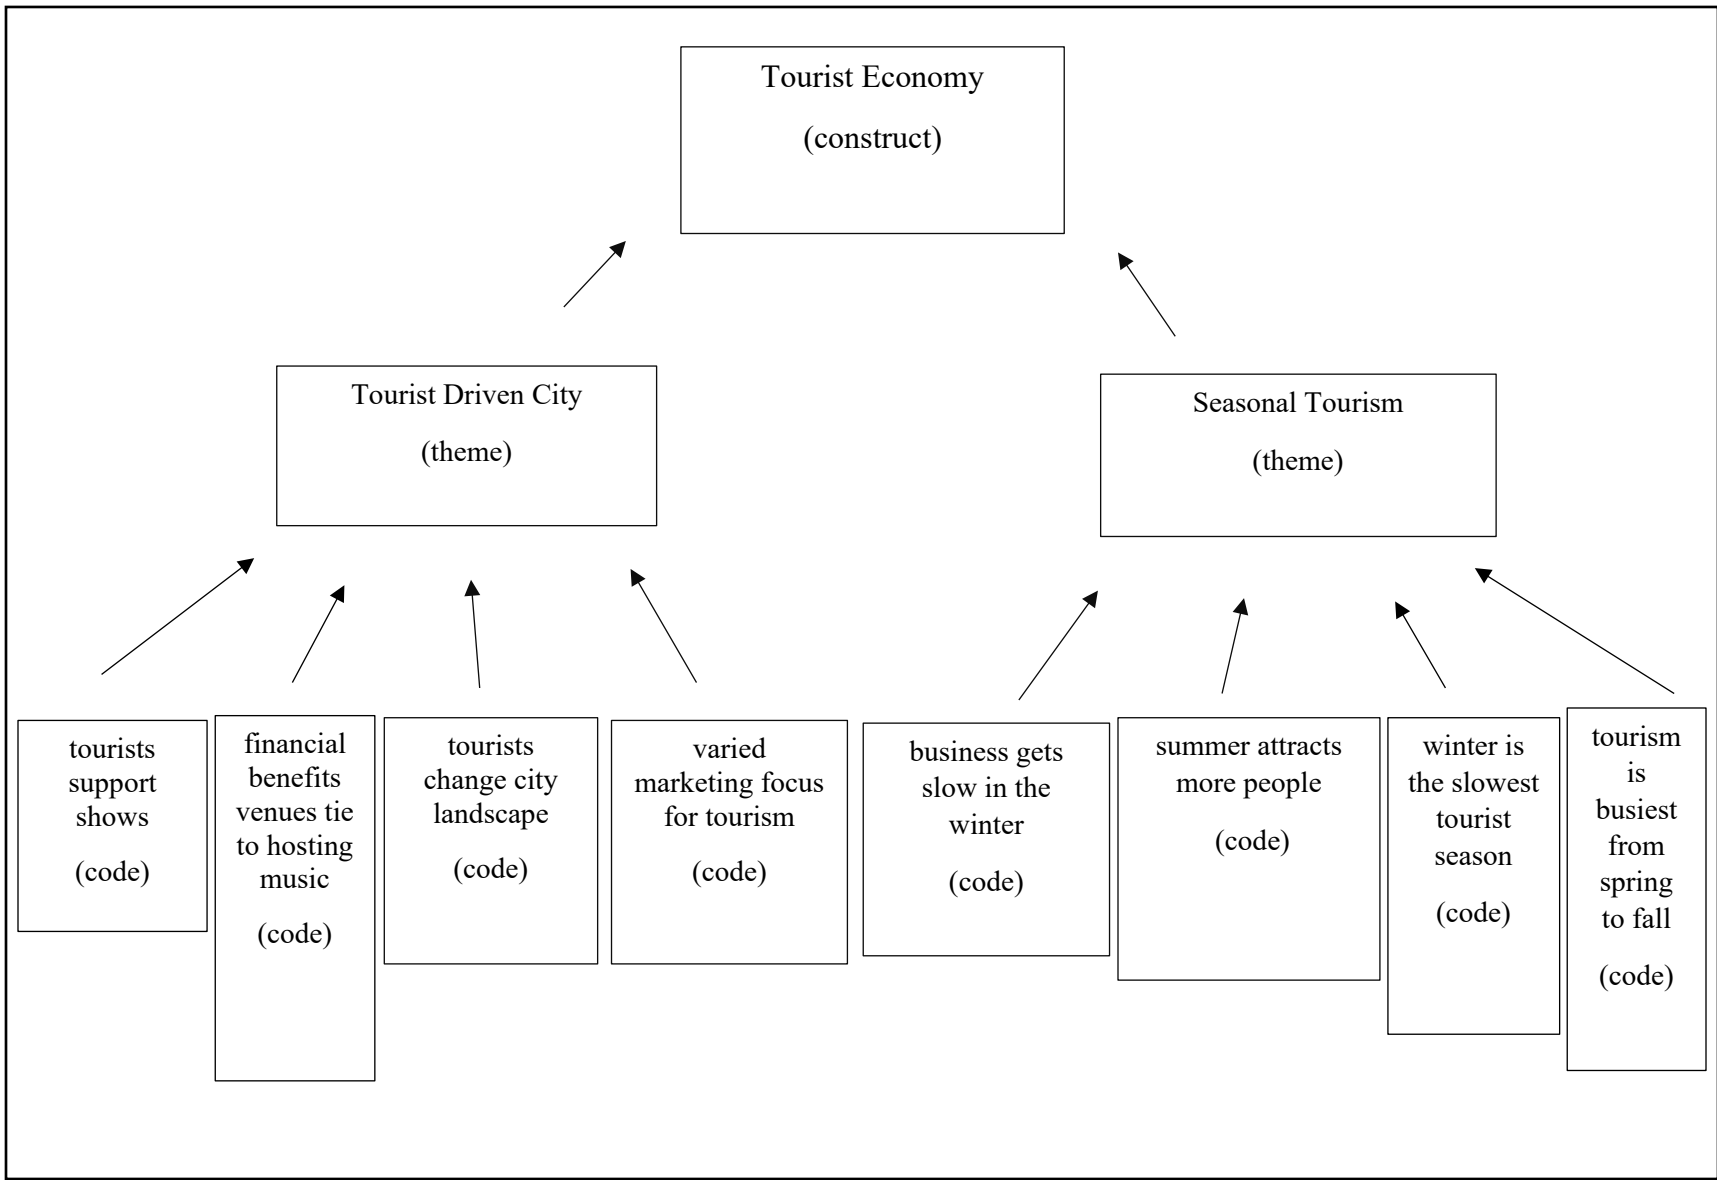 Tourist Economy
(construct)
Tourist Driven City
(theme)
Seasonal Tourism
(theme)
tourists
support
shows
(code)
financial
benefits
venues tie
to hosting
music
(code)
tourists
change city
landscape
(code)
varied
marketing focus
for tourism
(code)
business gets
slow in the
winter
(code)
summer attracts
more people
(code)
winter is
the slowest
tourist
season
(code)
tourism
is
busiest
from
spring
to fall
(code)